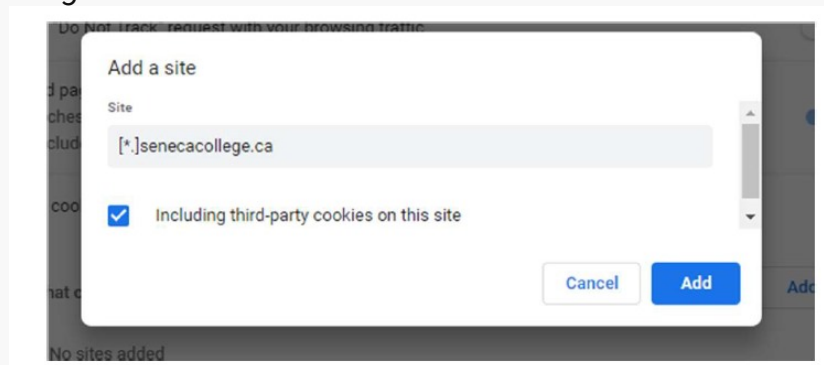 "Do Not Track" request with your browsing traffic
Add a site
Site
[*.]senecacollege.ca
Including third-party cookies on this site
Cancel
Add
No sites added